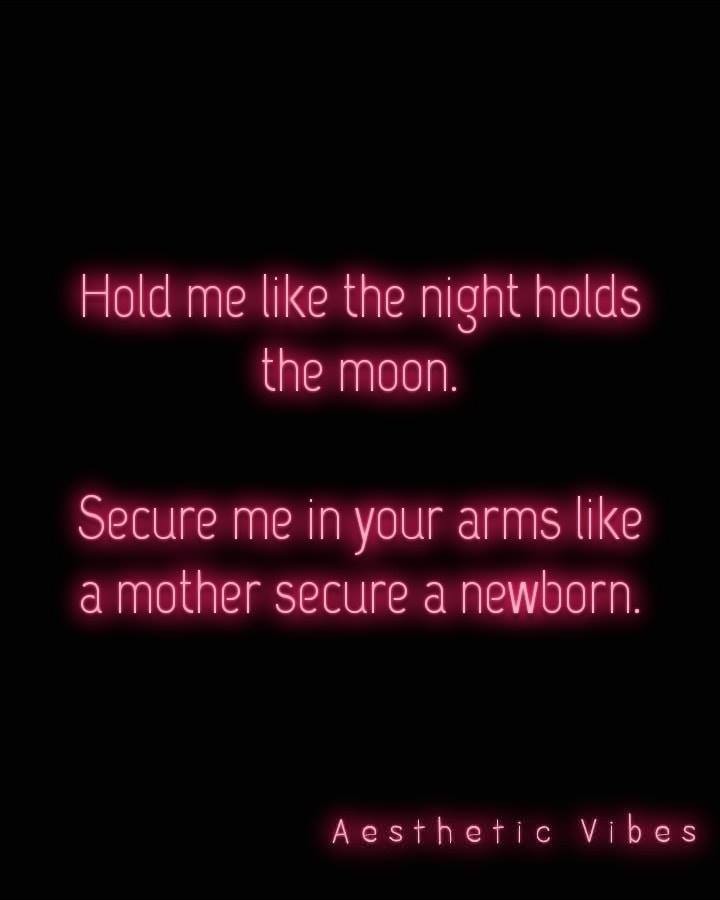 Hold me like the night holds
the moon.
Secure me in your arms like
a mother secure a newborn.
Aesthetic Vibes